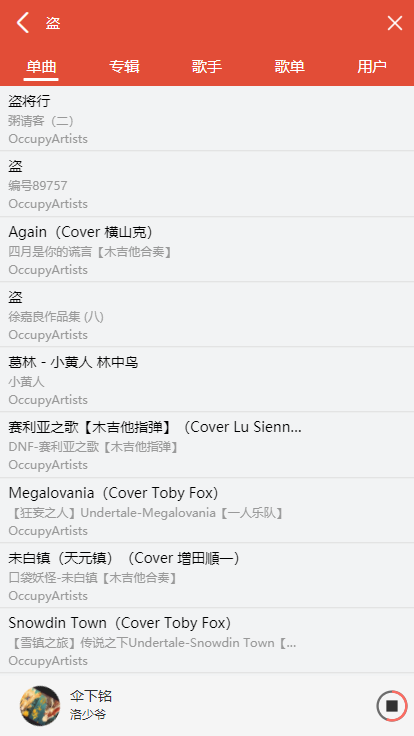 盗
单曲 专辑 歌手 歌单 用户
盗将行
粥请客（二）
OccupyArtists
盗
编号89757
OccupyArtists
Again（Cover 横山克）
四月是你的谎言【木吉他合奏】
OccupyArtists
盗
徐嘉良作品集 (八)
OccupyArtists
葛林 - 小黄人 林中鸟
小黄人
OccupyArtists
赛利亚之歌【木吉他指弹】（Cover Lu Sienn...
DNF-赛利亚之歌【木吉他指弹】
OccupyArtists
Megalovania（Cover Toby Fox）
【狂妄之人】Undertale-Megalovania【一人乐队】
OccupyArtists
未白镇（天元镇）（Cover 増田順一）
口袋妖怪-未白镇【木吉他合奏】
OccupyArtists
Snowdin Town（Cover Toby Fox）
【雪镇之旅】传说之下Undertale-Snowdin Town【...
OccupyArtists
伞下铭
洛少爷